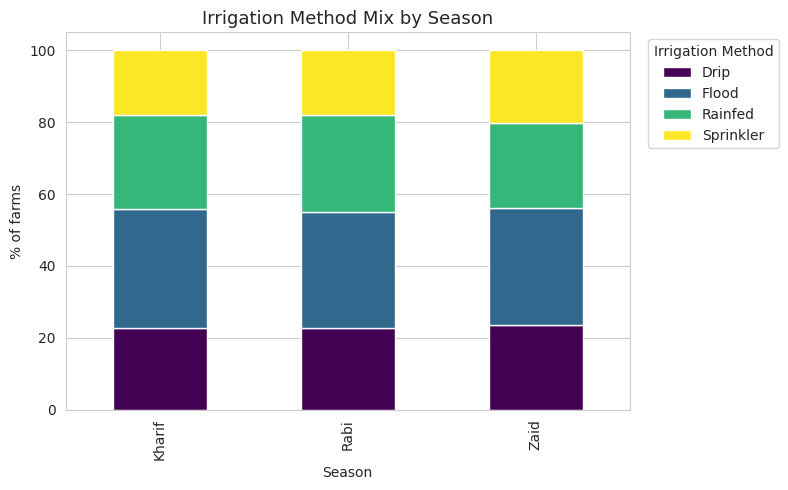 Irrigation Method Mix by Season
Irrigation Method
Drip
Flood
Rainfed
Sprinkler
% of farms
100
80
60
40
20
0
Kharif
Rabi
Zaid
Season